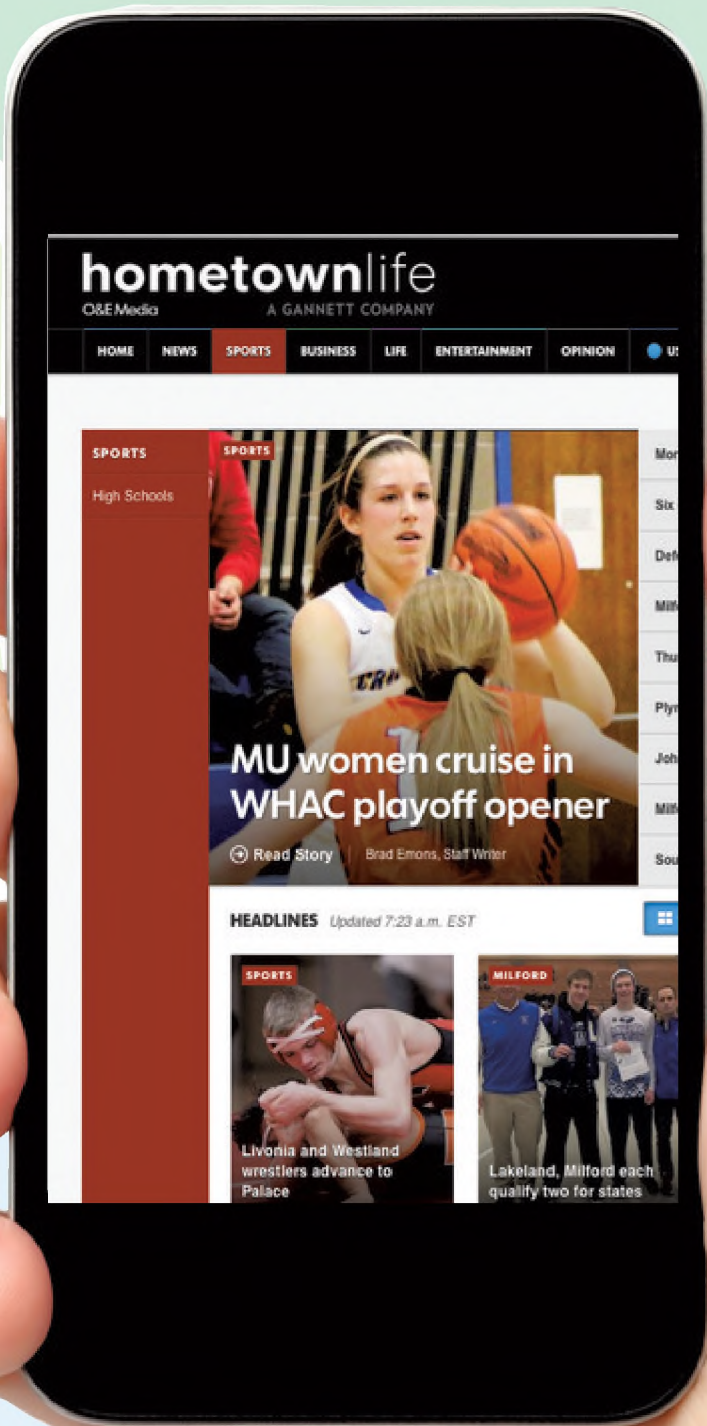 hometownlife
O&E Media
A GANNETT COMPANY
HOME NEWS SPORTS BUSINESS LIFE ENTERTAINMENT OPINION
SPORTS
High Schools
SPORTS
MU women cruise in
WHAC playoff opener
Read Story | Brad Emons, Staff Writer
Six
HEADLINES Updated 7:23 a.m. EST
SPORTS
Livonia and Westland
wrestlers advance to
Palace
MILFORD
Lakeland, Milford each
qualify two for states